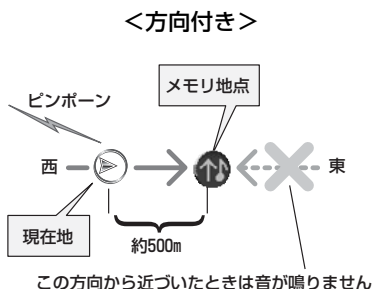 ＜方向付き＞
メモリ地点
ピンポーン
西
東
現在地
約500m
この方向から近づいたときは音が鳴りません